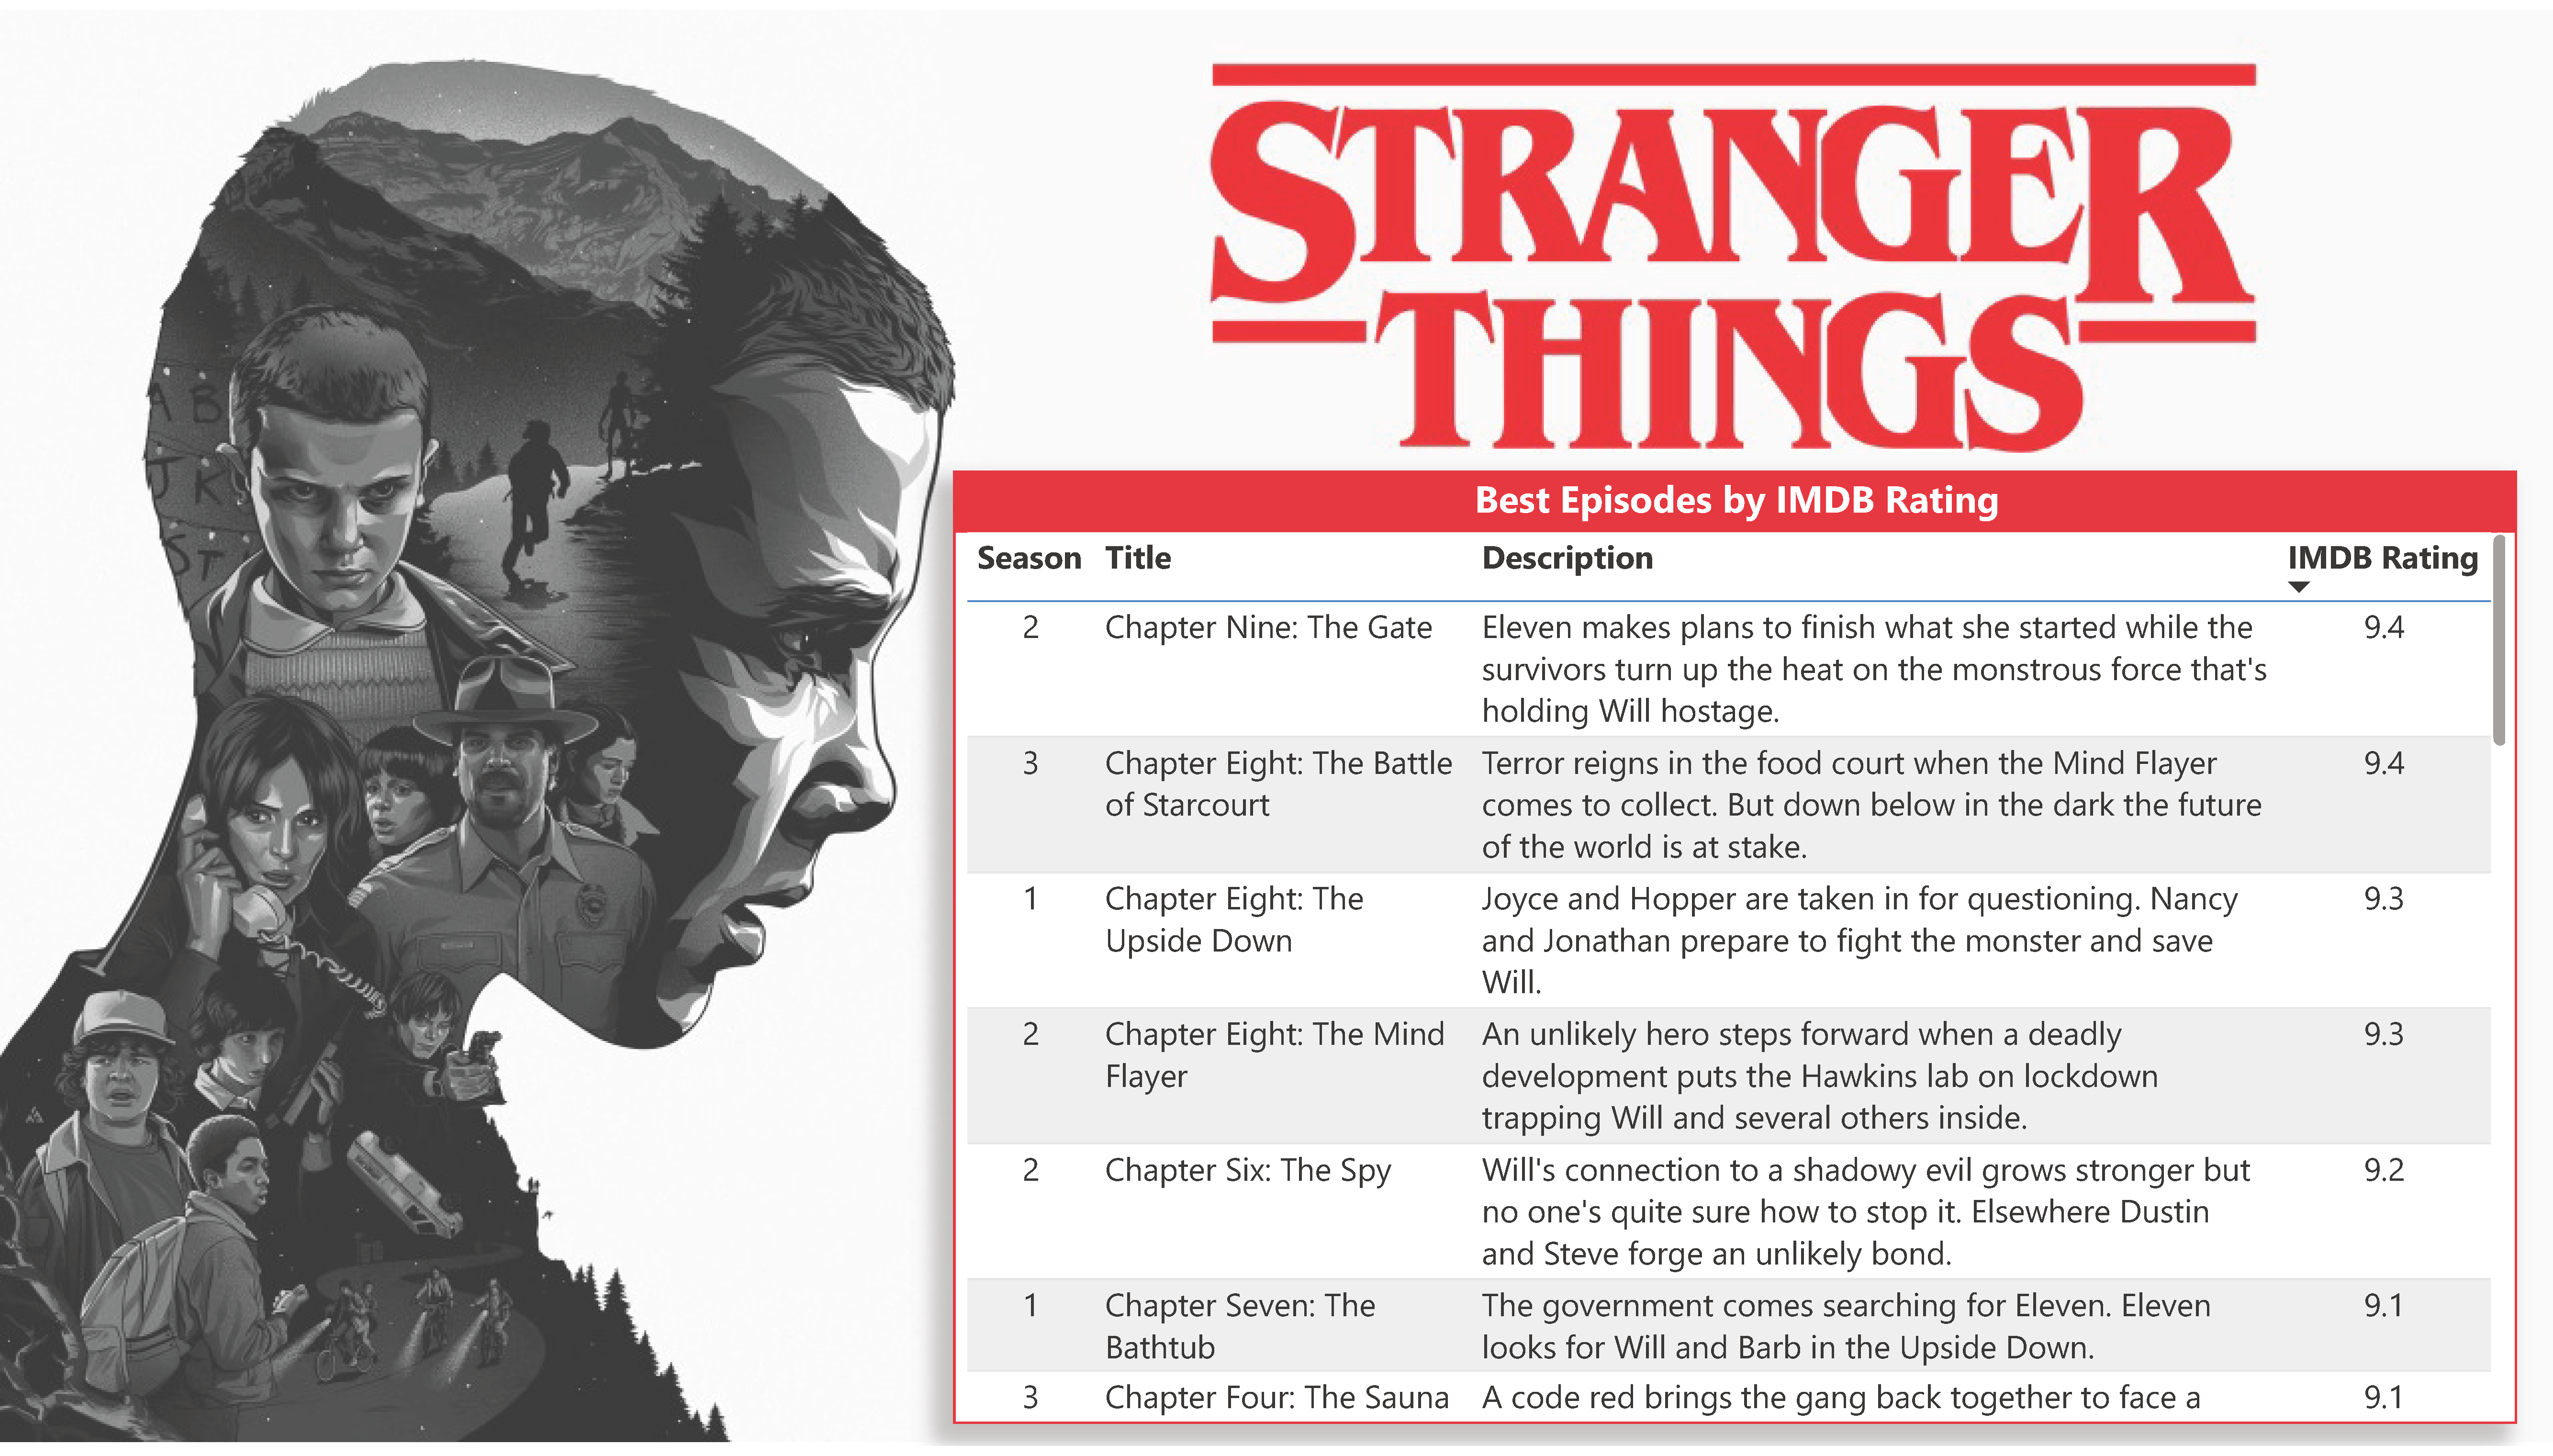 STRANGER
THINGS
A B
J K
S T
Best Episodes by IMDB Rating
Season Title Description IMDB Rating
2 Chapter Nine: The Gate Eleven makes plans to finish what she started while the 9.4
survivors turn up the heat on the monstrous force that's
holding Will hostage.
3 Chapter Eight: The Battle Terror reigns in the food court when the Mind Flayer 9.4
of Starcourt comes to collect. But down below in the dark the future
of the world is at stake.
1 Chapter Eight: The Joyce and Hopper are taken in for questioning. Nancy 9.3
Upside Down and Jonathan prepare to fight the monster and save
Will.
2 Chapter Eight: The Mind An unlikely hero steps forward when a deadly 9.3
Flayer development puts the Hawkins lab on lockdown
trapping Will and several others inside.
2 Chapter Six: The Spy Will's connection to a shadowy evil grows stronger but 9.2
no one's quite sure how to stop it. Elsewhere Dustin
and Steve forge an unlikely bond.
1 Chapter Seven: The The government comes searching for Eleven. Eleven 9.1
Bathtub looks for Will and Barb in the Upside Down.
3 Chapter Four: The Sauna A code red brings the gang back together to face a 9.1